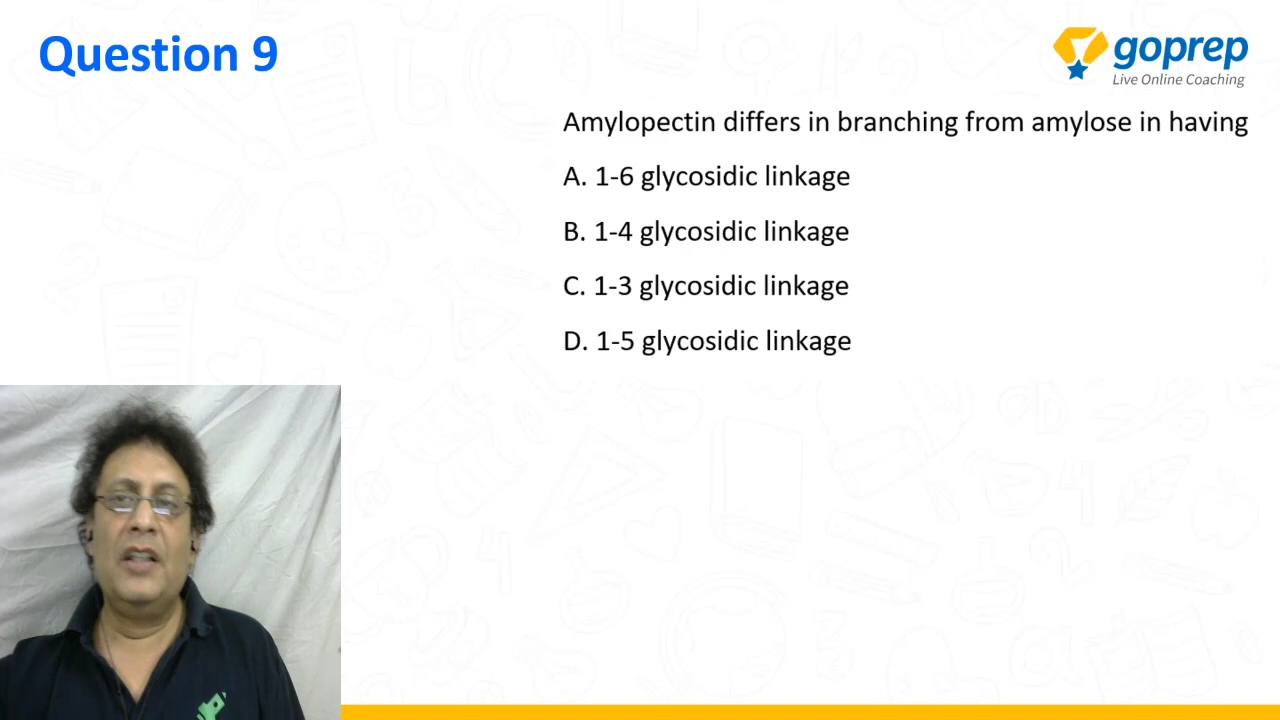 Question 9
goprep
Live Online Coaching
Amylopectin differs in branching from amylose in having
A. 1-6 glycosidic linkage
B. 1-4 glycosidic linkage
C. 1-3 glycosidic linkage
D. 1-5 glycosidic linkage